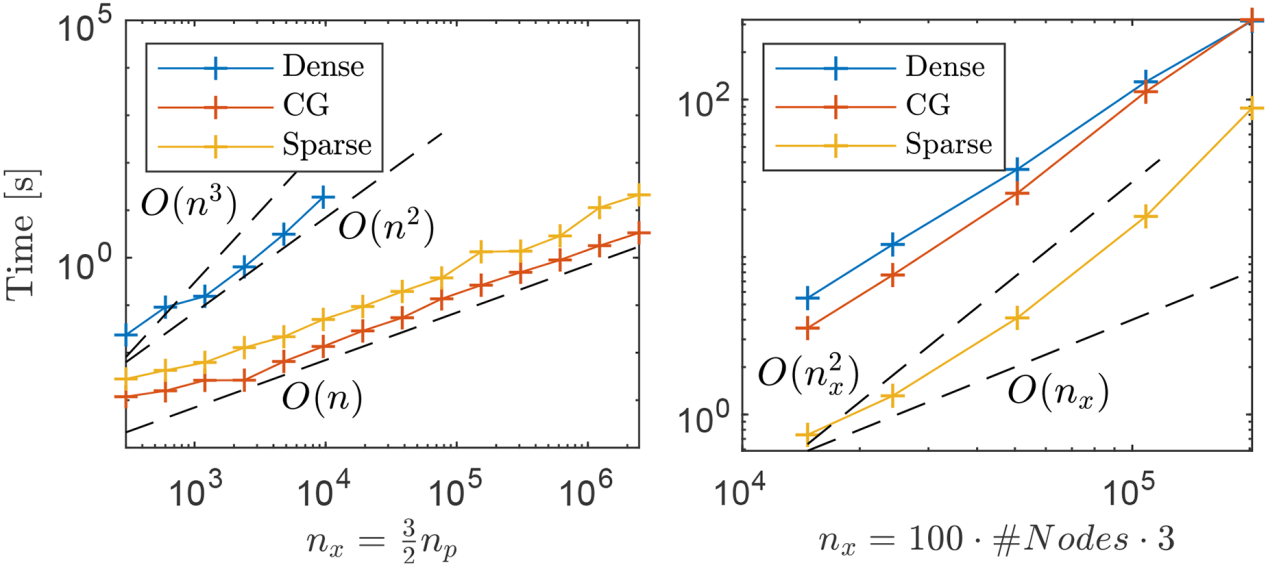 Time [s]
10^5
10^0
Dense
CG
Sparse
O(n^3)
O(n^2)
O(n)
10^3 10^4 10^5 10^6
n_x = \frac{3}{2} n_p
10^2
10^0
Dense
CG
Sparse
O(n_x^2)
O(n_x)
10^4 10^5
n_x = 100 · #Nodes · 3